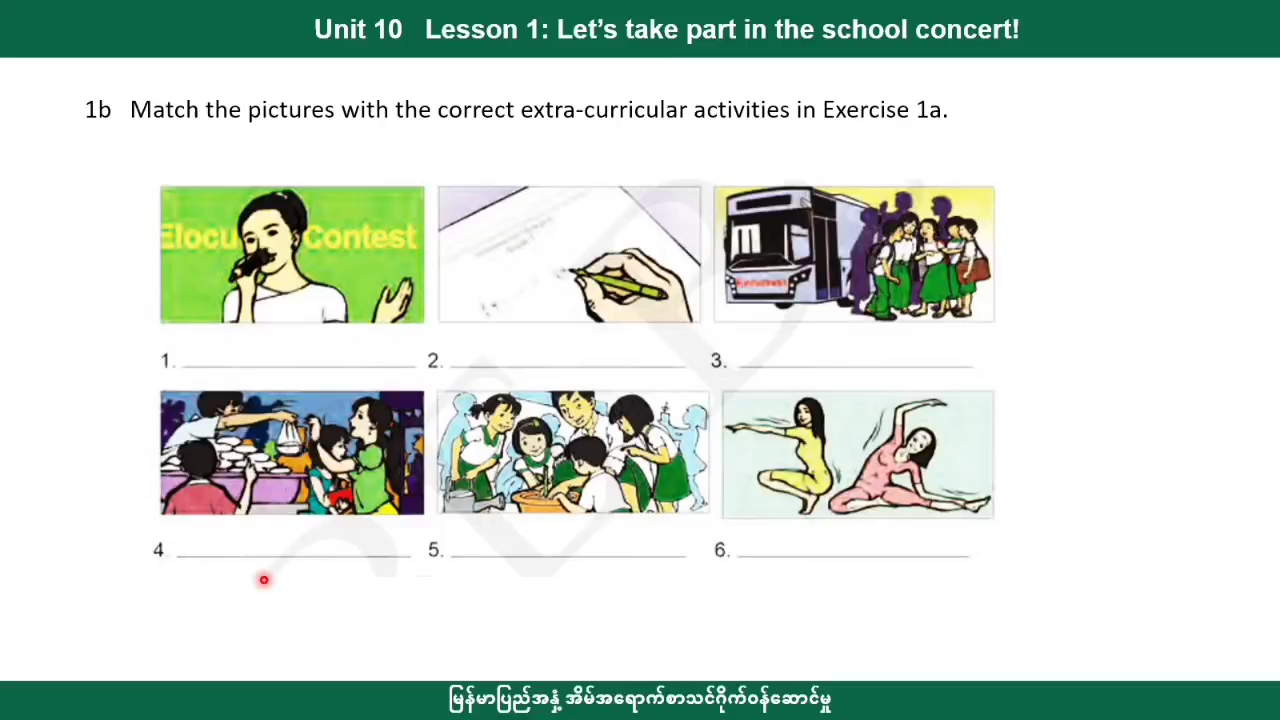 Unit 10 Lesson 1: Let's take part in the school concert!
1b Match the pictures with the correct extra-curricular activities in Exercise 1a.
Elocu Contest
1.
2.
3.
4
5.
6.
မြန်မာပြည်အနှံ့ အိမ်အရောက်စာသင်ဂိုက်ဝန်ဆောင်မှု